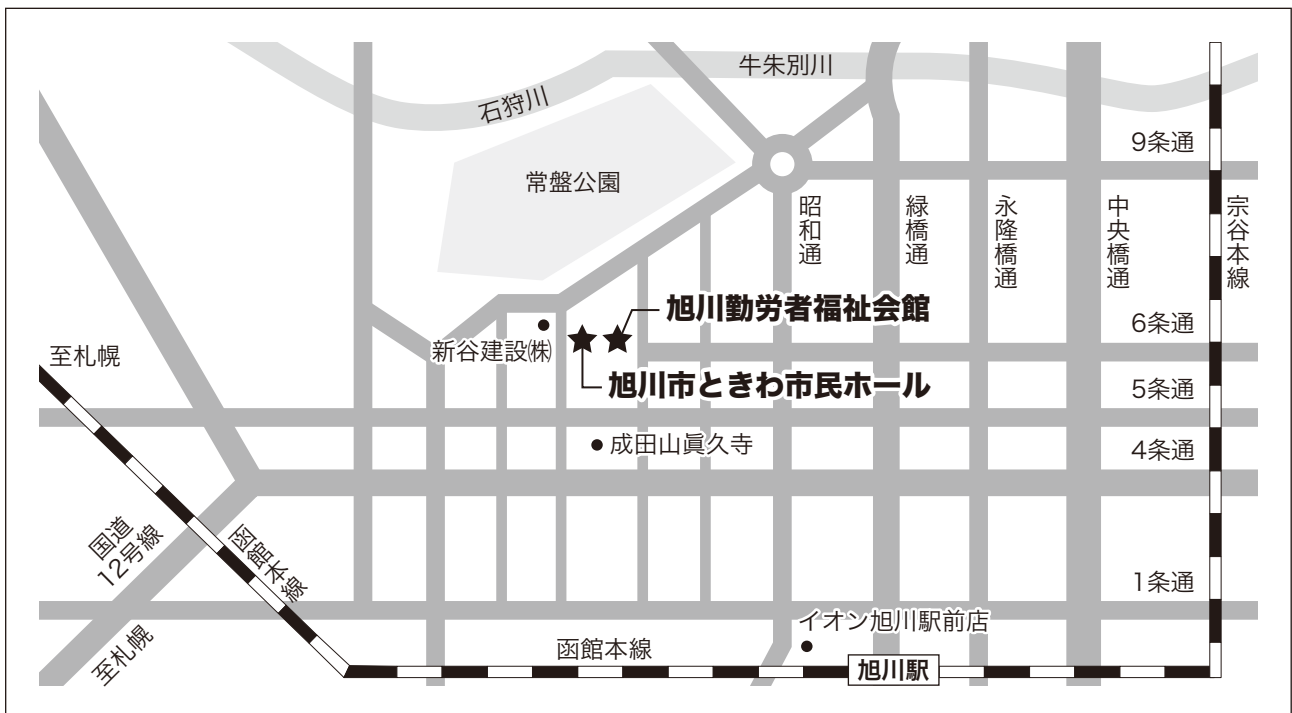 牛朱別川
石狩川
9条通
常盤公園
昭和通
緑橋通
永隆橋通
中央橋通
宗谷本線
旭川勤労者福祉会館
6条通
新谷建設㈱
至札幌
旭川市ときわ市民ホール
5条通
成田山眞久寺
4条通
国道
12号線
函館本線
1条通
イオン旭川駅前店
至札幌
函館本線
旭川駅